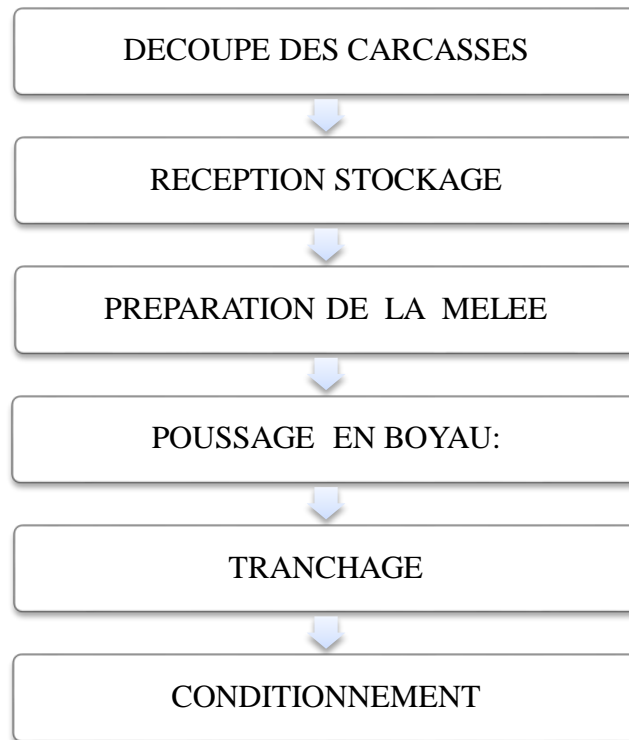 DECOUPE DES CARCASSES
RECEPTION STOCKAGE
PREPARATION DE LA MELEE
POUSSAGE EN BOYAU:
TRANCHAGE
CONDITIONNEMENT